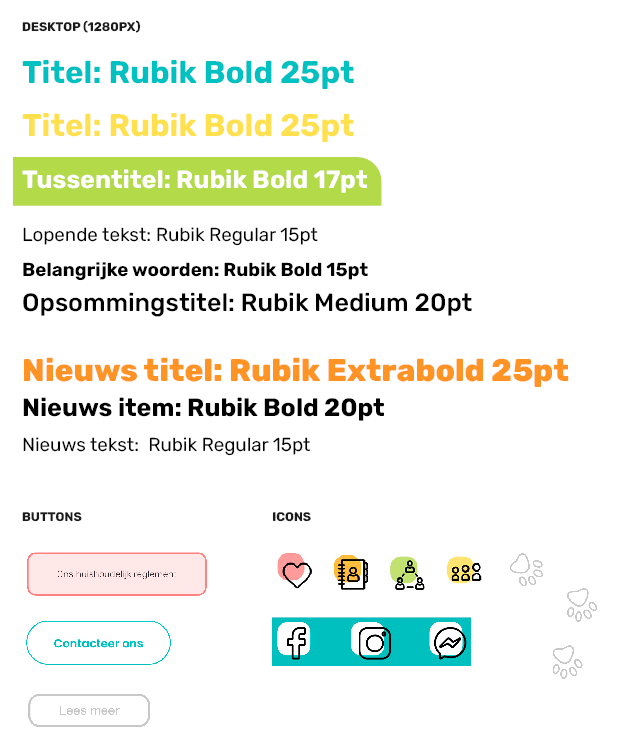 DESKTOP (1280PX)
Titel: Rubik Bold 25pt
Titel: Rubik Bold 25pt
Tussentitel: Rubik Bold 17pt
Lopende tekst: Rubik Regular 15pt
Belangrijke woorden: Rubik Bold 15pt
Opsommingstitel: Rubik Medium 20pt
Nieuws titel: Rubik Extrabold 25pt
Nieuws item: Rubik Bold 20pt
Nieuws tekst:  Rubik Regular 15pt
BUTTONS
ICONS
Ons huishoudelijk reglement
Contacteer ons
Lees meer